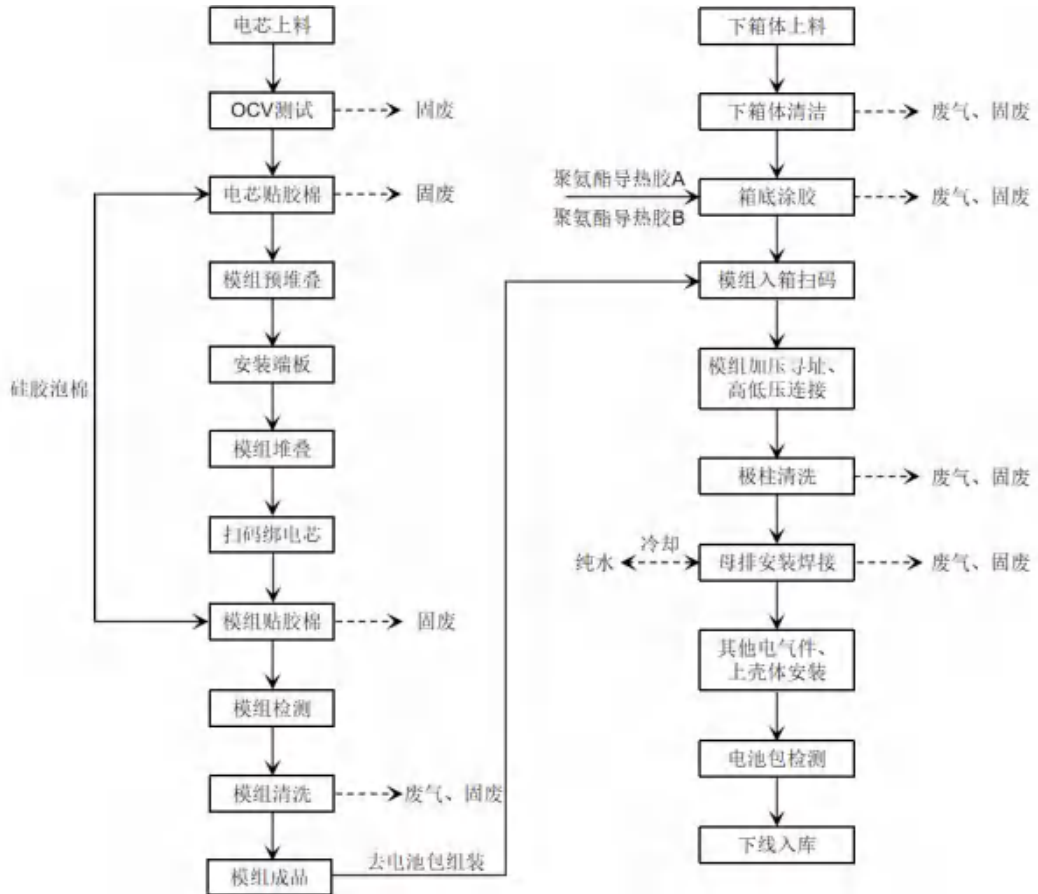 电芯上料
OCV测试
固废
电芯贴胶棉
固废
模组预堆叠
安装端板
硅胶泡棉
模组堆叠
扫码绑电芯
模组贴胶棉
固废
模组检测
模组清洗
废气、固废
模组成品
去电池包组装
下箱体上料
下箱体清洁
废气、固废
聚氨酯导热胶A
聚氨酯导热胶B
箱底涂胶
废气、固废
模组入箱扫码
模组加压寻址、
高低压连接
极柱清洗
废气、固废
纯水
冷却
母排安装焊接
废气、固废
其他电气件、
上壳体安装
电池包检测
下线入库